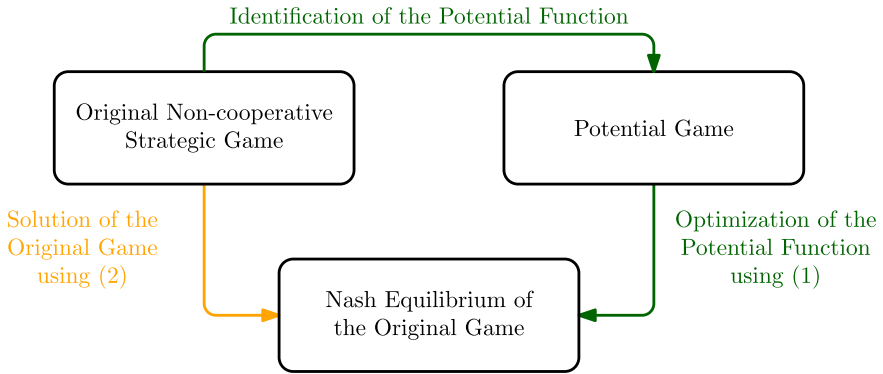 Identification of the Potential Function
Original Non-cooperative
Strategic Game
Potential Game
Solution of the
Original Game
using (2)
Optimization of the
Potential Function
using (1)
Nash Equilibrium of
the Original Game